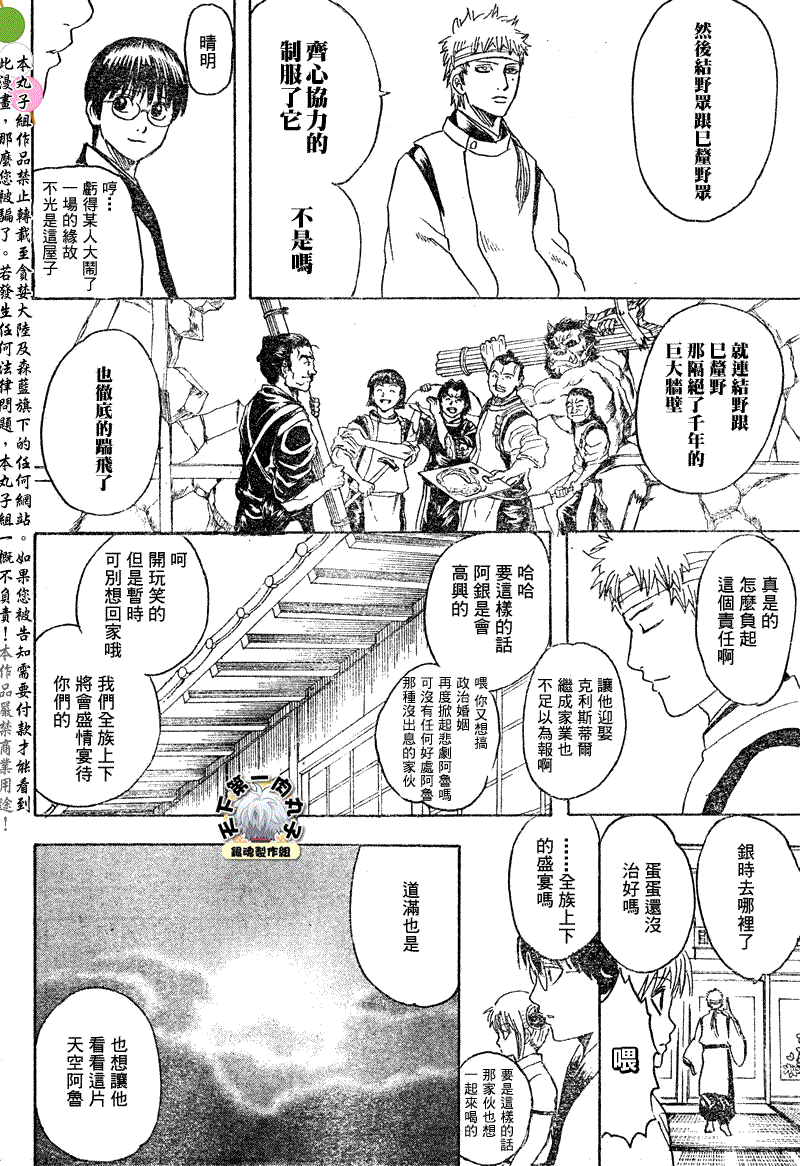 然後結野眾跟巳釐野眾
齊心協力的
制服了它
不是嗎
晴明
哼…
虧得某人大鬧了
一場的緣故
不光是這屋子
就連結野跟
巳釐野
那隔絕了千年的
巨大牆壁
也徹底的踹飛了
真是的
怎麼負起
這個責任啊
讓他迎娶
克利斯蒂爾
繼成家業也
不足以為報啊
哈哈
要這樣的話
阿銀是會
高興的
喂 你又想搞
政治婚姻
再度掀起悲劇阿魯嗎
可沒有任何好處阿魯
那種沒出息的家伙
呵
開玩笑的
但是暫時
可別想回家哦
我們全族上下
將會盛情宴待
你們的
銀時去哪裡了
蛋蛋還沒
治好嗎
喂
……全族上下
的盛宴嗎
要是這樣的話
那家伙也想
一起來喝的
道滿也是
也想讓他
看看這片
天空阿魯
天下第一肉丸子
銀魂製作組
本丸子組作品禁止轉載至貪婪大陸及森藍旗下的任何網站。如果您被告知需要付款才能看到
此漫畫，那麼您被騙了。若發生任何法律問題，本丸子組一概不負責！本作品嚴禁商業用途！